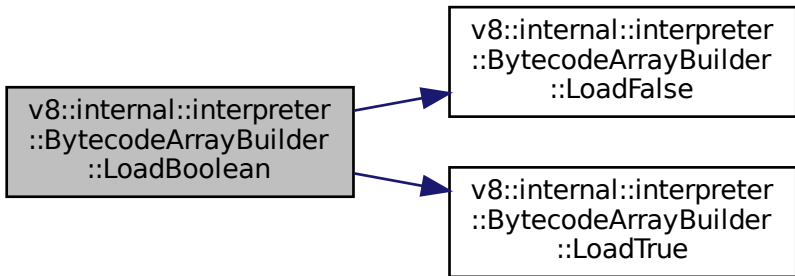 v8::internal::interpreter
::BytecodeArrayBuilder
::LoadBoolean
v8::internal::interpreter
::BytecodeArrayBuilder
::LoadFalse
v8::internal::interpreter
::BytecodeArrayBuilder
::LoadTrue